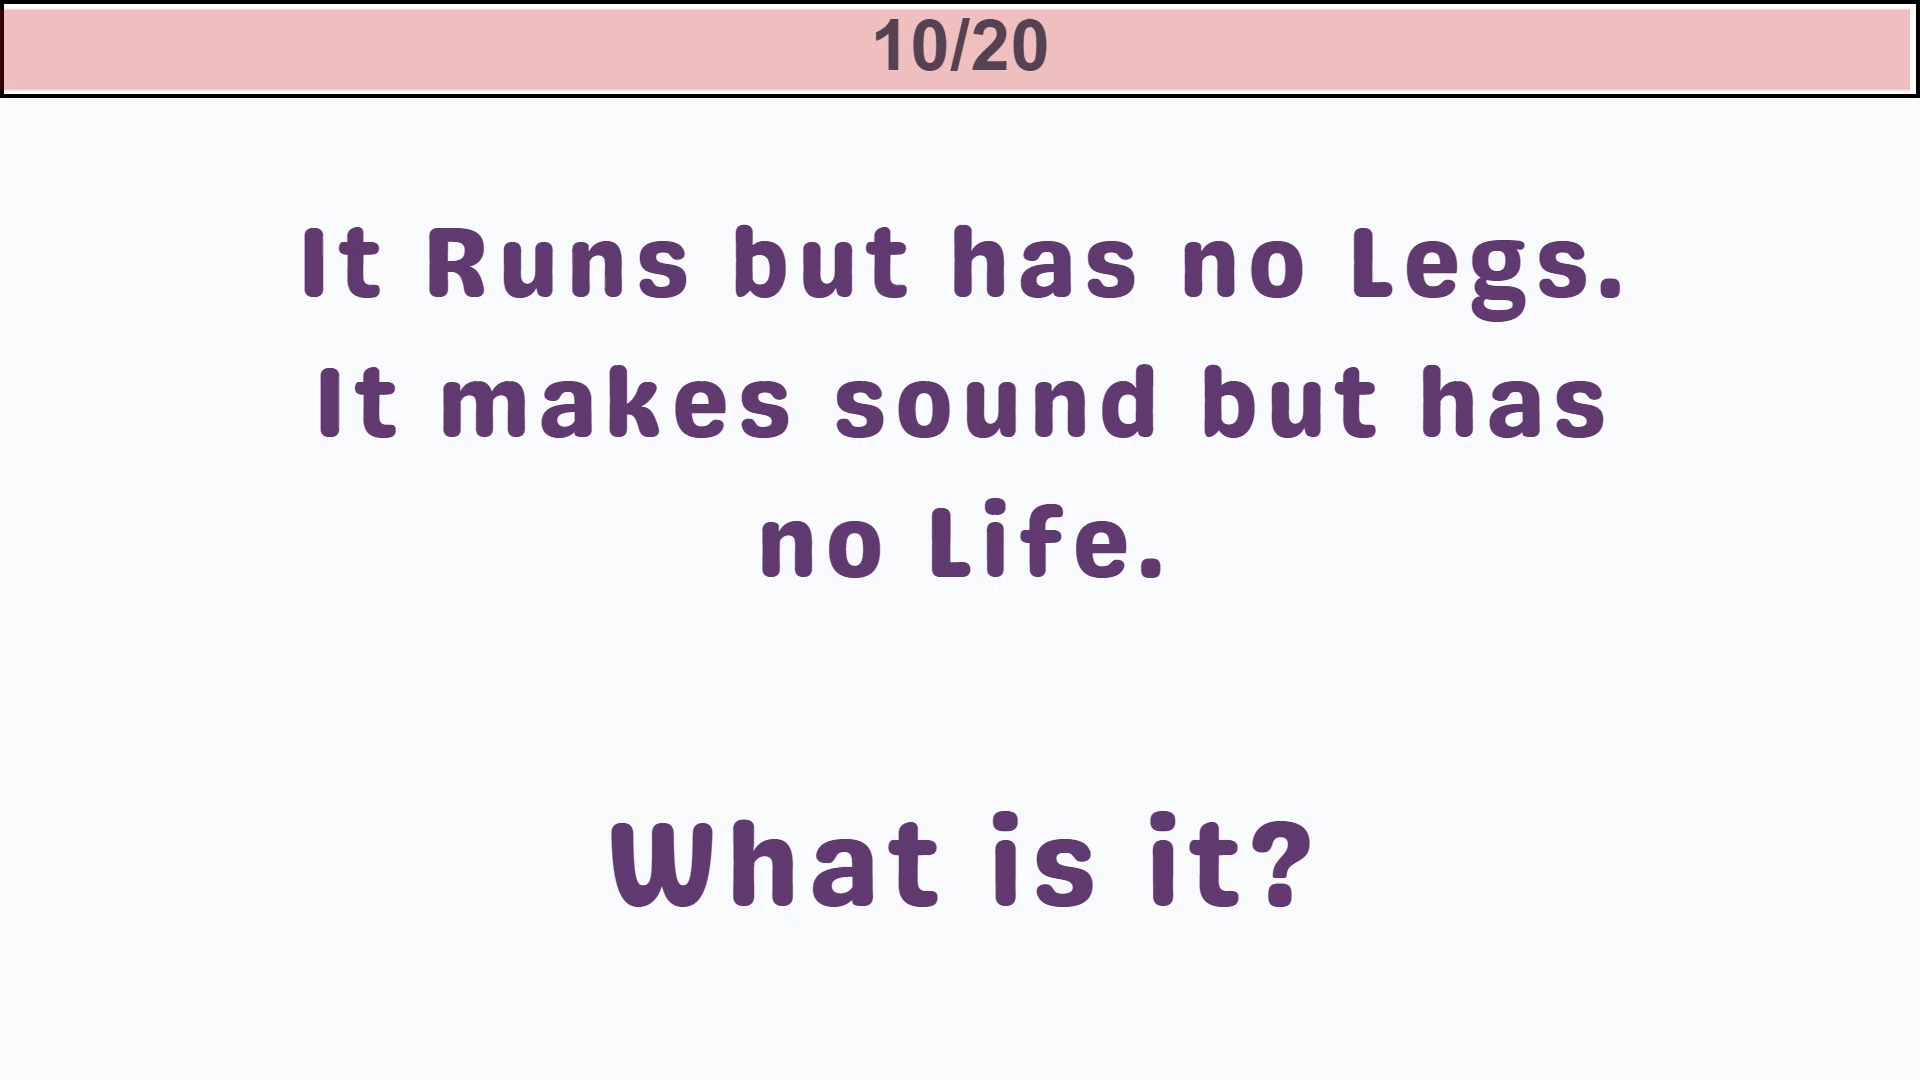 10/20
It Runs but has no Legs.
It makes sound but has
no Life.
What is it?